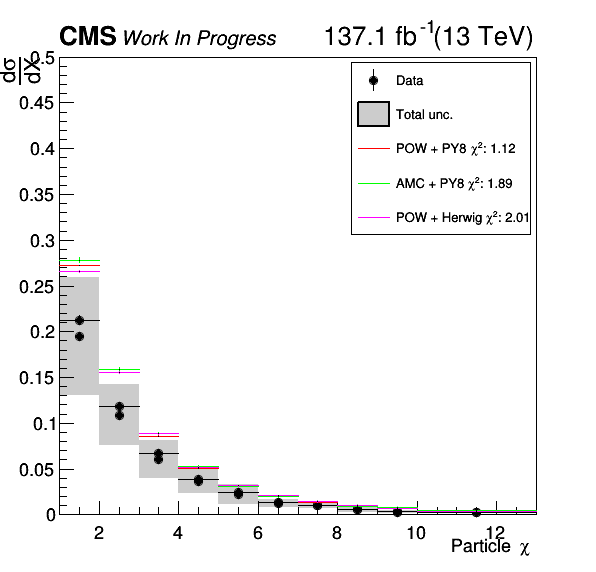 CMS Work In Progress 137.1 fb⁻¹(13 TeV)
dσ
dX
0.5
0.45
0.4
0.35
0.3
0.25
0.2
0.15
0.1
0.05
0
Data
Total unc.
POW + PY8 χ²: 1.12
AMC + PY8 χ²: 1.89
POW + Herwig χ²: 2.01
2 4 6 8 10 12
Particle χ